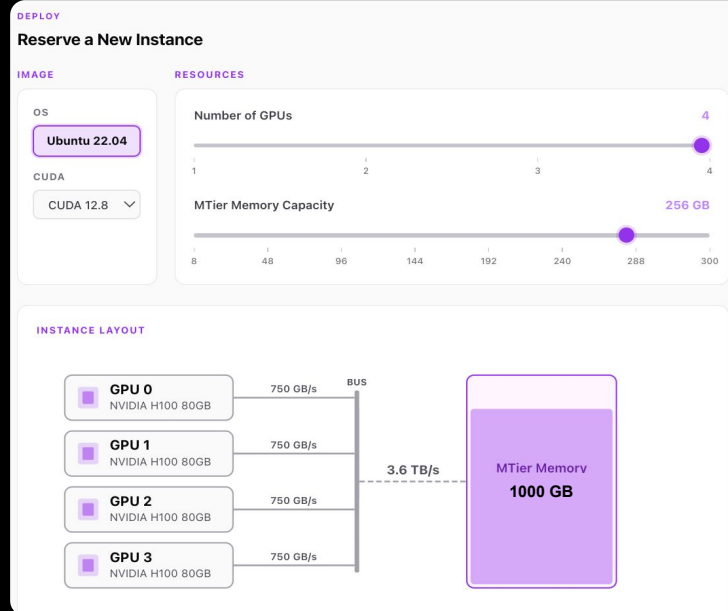 DEPLOY
Reserve a New Instance
IMAGE
RESOURCES
OS
Ubuntu 22.04
CUDA
CUDA 12.8
Number of GPUs
4
1
2
3
4
MTier Memory Capacity
256 GB
8
48
96
144
192
240
288
300
INSTANCE LAYOUT
GPU 0
NVIDIA H100 80GB
750 GB/s
GPU 1
NVIDIA H100 80GB
750 GB/s
GPU 2
NVIDIA H100 80GB
750 GB/s
GPU 3
NVIDIA H100 80GB
750 GB/s
BUS
3.6 TB/s
MTier Memory
1000 GB